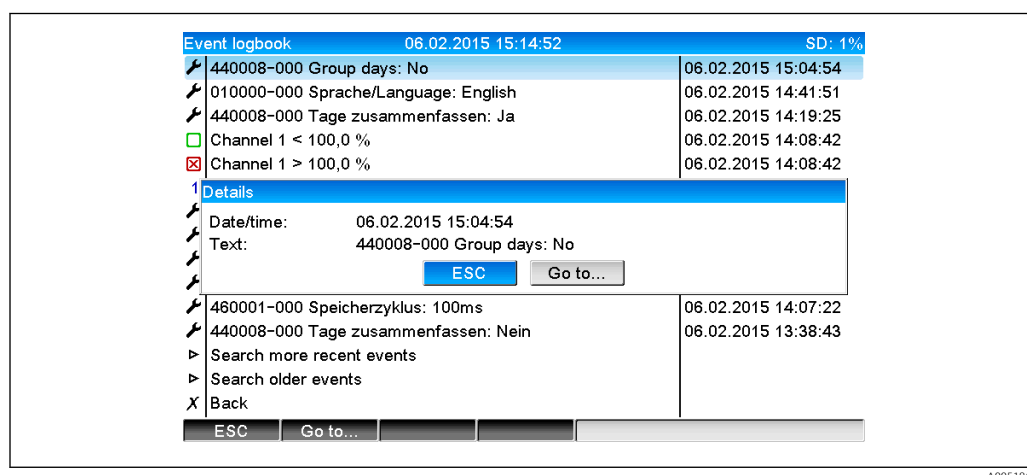 Event logbook 06.02.2015 15:14:52 SD: 1%
440008-000 Group days: No 06.02.2015 15:04:54
010000-000 Sprache/Language: English 06.02.2015 14:41:51
440008-000 Tage zusammenfassen: Ja 06.02.2015 14:19:25
Channel 1 < 100,0 % 06.02.2015 14:08:42
Channel 1 > 100,0 % 06.02.2015 14:08:42
1
Details
Date/time: 06.02.2015 15:04:54
Text: 440008-000 Group days: No
ESC Go to...
460001-000 Speicherzyklus: 100ms 06.02.2015 14:07:22
440008-000 Tage zusammenfassen: Nein 06.02.2015 13:38:43
Search more recent events
Search older events
X Back
ESC Go to...